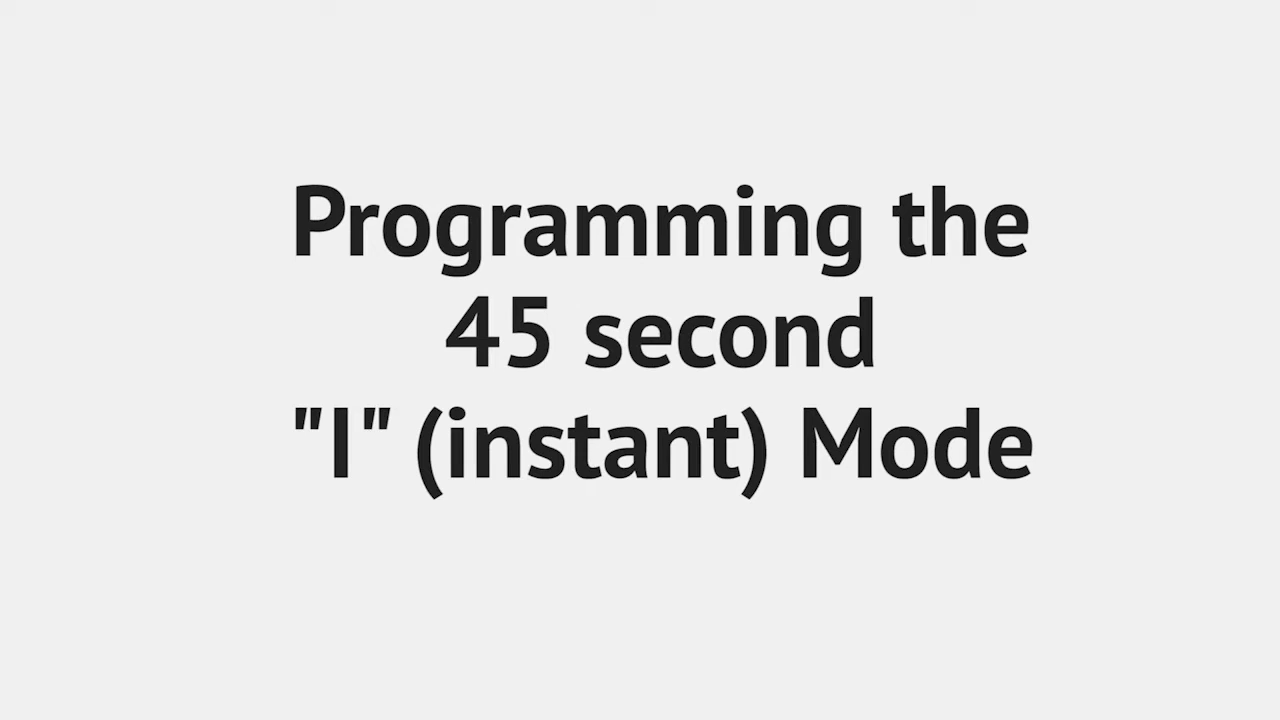 Programming the
45 second
"I" (instant) Mode